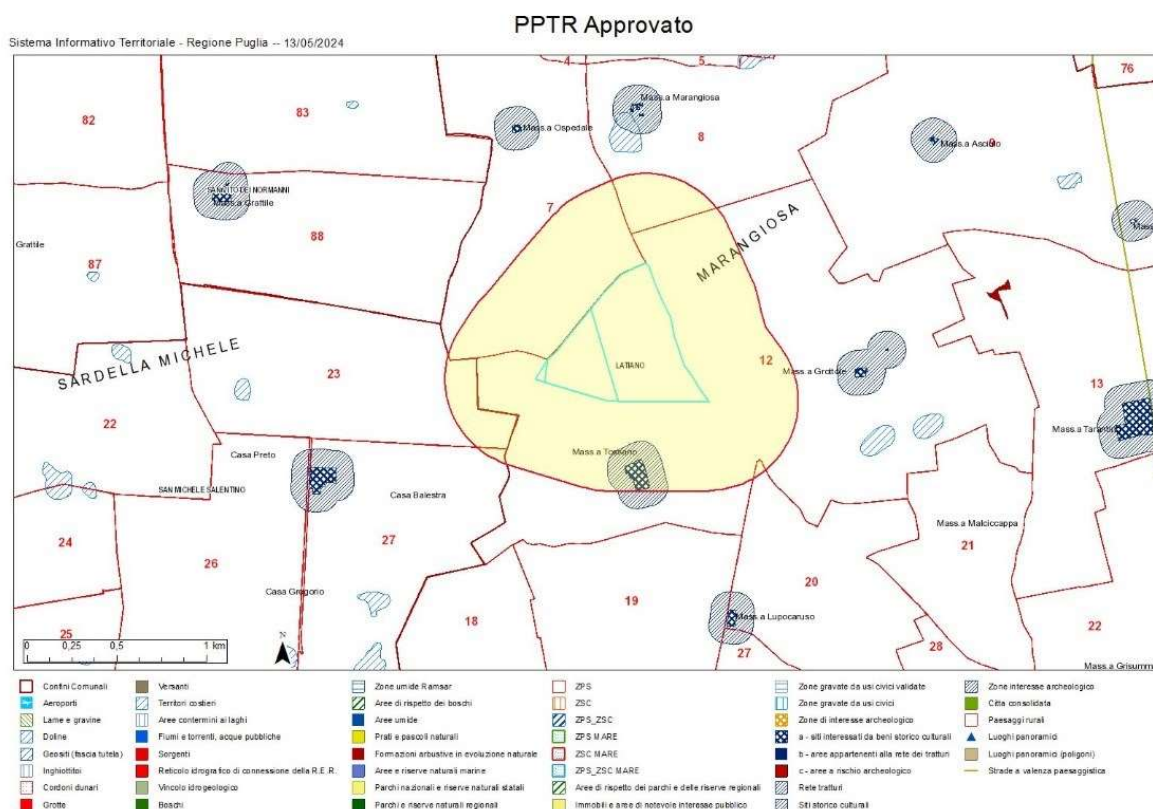 PPTR Approvato
Sistema Informativo Territoriale - Regione Puglia -- 13/05/2024
4
5
76
82
83
Mass.a Marangiosa
Mass.a Ospedale
8
9
Mass.a Asciulo
SAN VITO DEI NORMANNI
Mass.a Grattile
7
88
MARANGIOSA
Mass
Grattile
87
SARDELLA MICHELE
23
LATIANO
12
Mass.a Grottole
13
22
Mass.a Tarantino
Casa Preto
Mass.a Toseano
SAN MICHELE SALENTINO
Casa Balestra
Mass.a Malciccappa
24
26
27
21
20
Casa Gregorio
18
19
Mass.a Lupocaruso
22
25
27
28
0 0,25 0,5 1 km
N
Mass.a Grisumm
Confini Comunali
Aeroporti
Lame e gravine
Doline
Geositi (fascia tutela)
Inghiottitoi
Cordoni dunari
Grotte
Versanti
Territori costieri
Aree contermini ai laghi
Fiumi e torrenti, acque pubbliche
Sorgenti
Reticolo idrografico di connessione della R.E.R.
Vincolo idrogeologico
Boschi
Zone umide Ramsar
Aree di rispetto dei boschi
Aree umide
Prati e pascoli naturali
Formazioni arbustive in evoluzione naturale
Aree e riserve naturali marine
Parchi nazionali e riserve naturali statali
Parchi e riserve naturali regionali
ZPS
ZSC
ZPS_ZSC
ZPS MARE
ZSC MARE
ZPS_ZSC MARE
Aree di rispetto dei parchi e delle riserve regionali
Immobili e aree di notevole interesse pubblico
Zone gravate da usi civici validate
Zone gravate da usi civici
Zone di interesse archeologico
a - siti interessati da beni storico culturali
b - aree appartenenti alla rete dei tratturi
c - aree a rischio archeologico
Rete tratturi
Siti storico culturali
Zone interesse archeologico
Citta consolidata
Paesaggi rurali
Luoghi panoramici
Luoghi panoramici (poligoni)
Strade a valenza paesaggistica